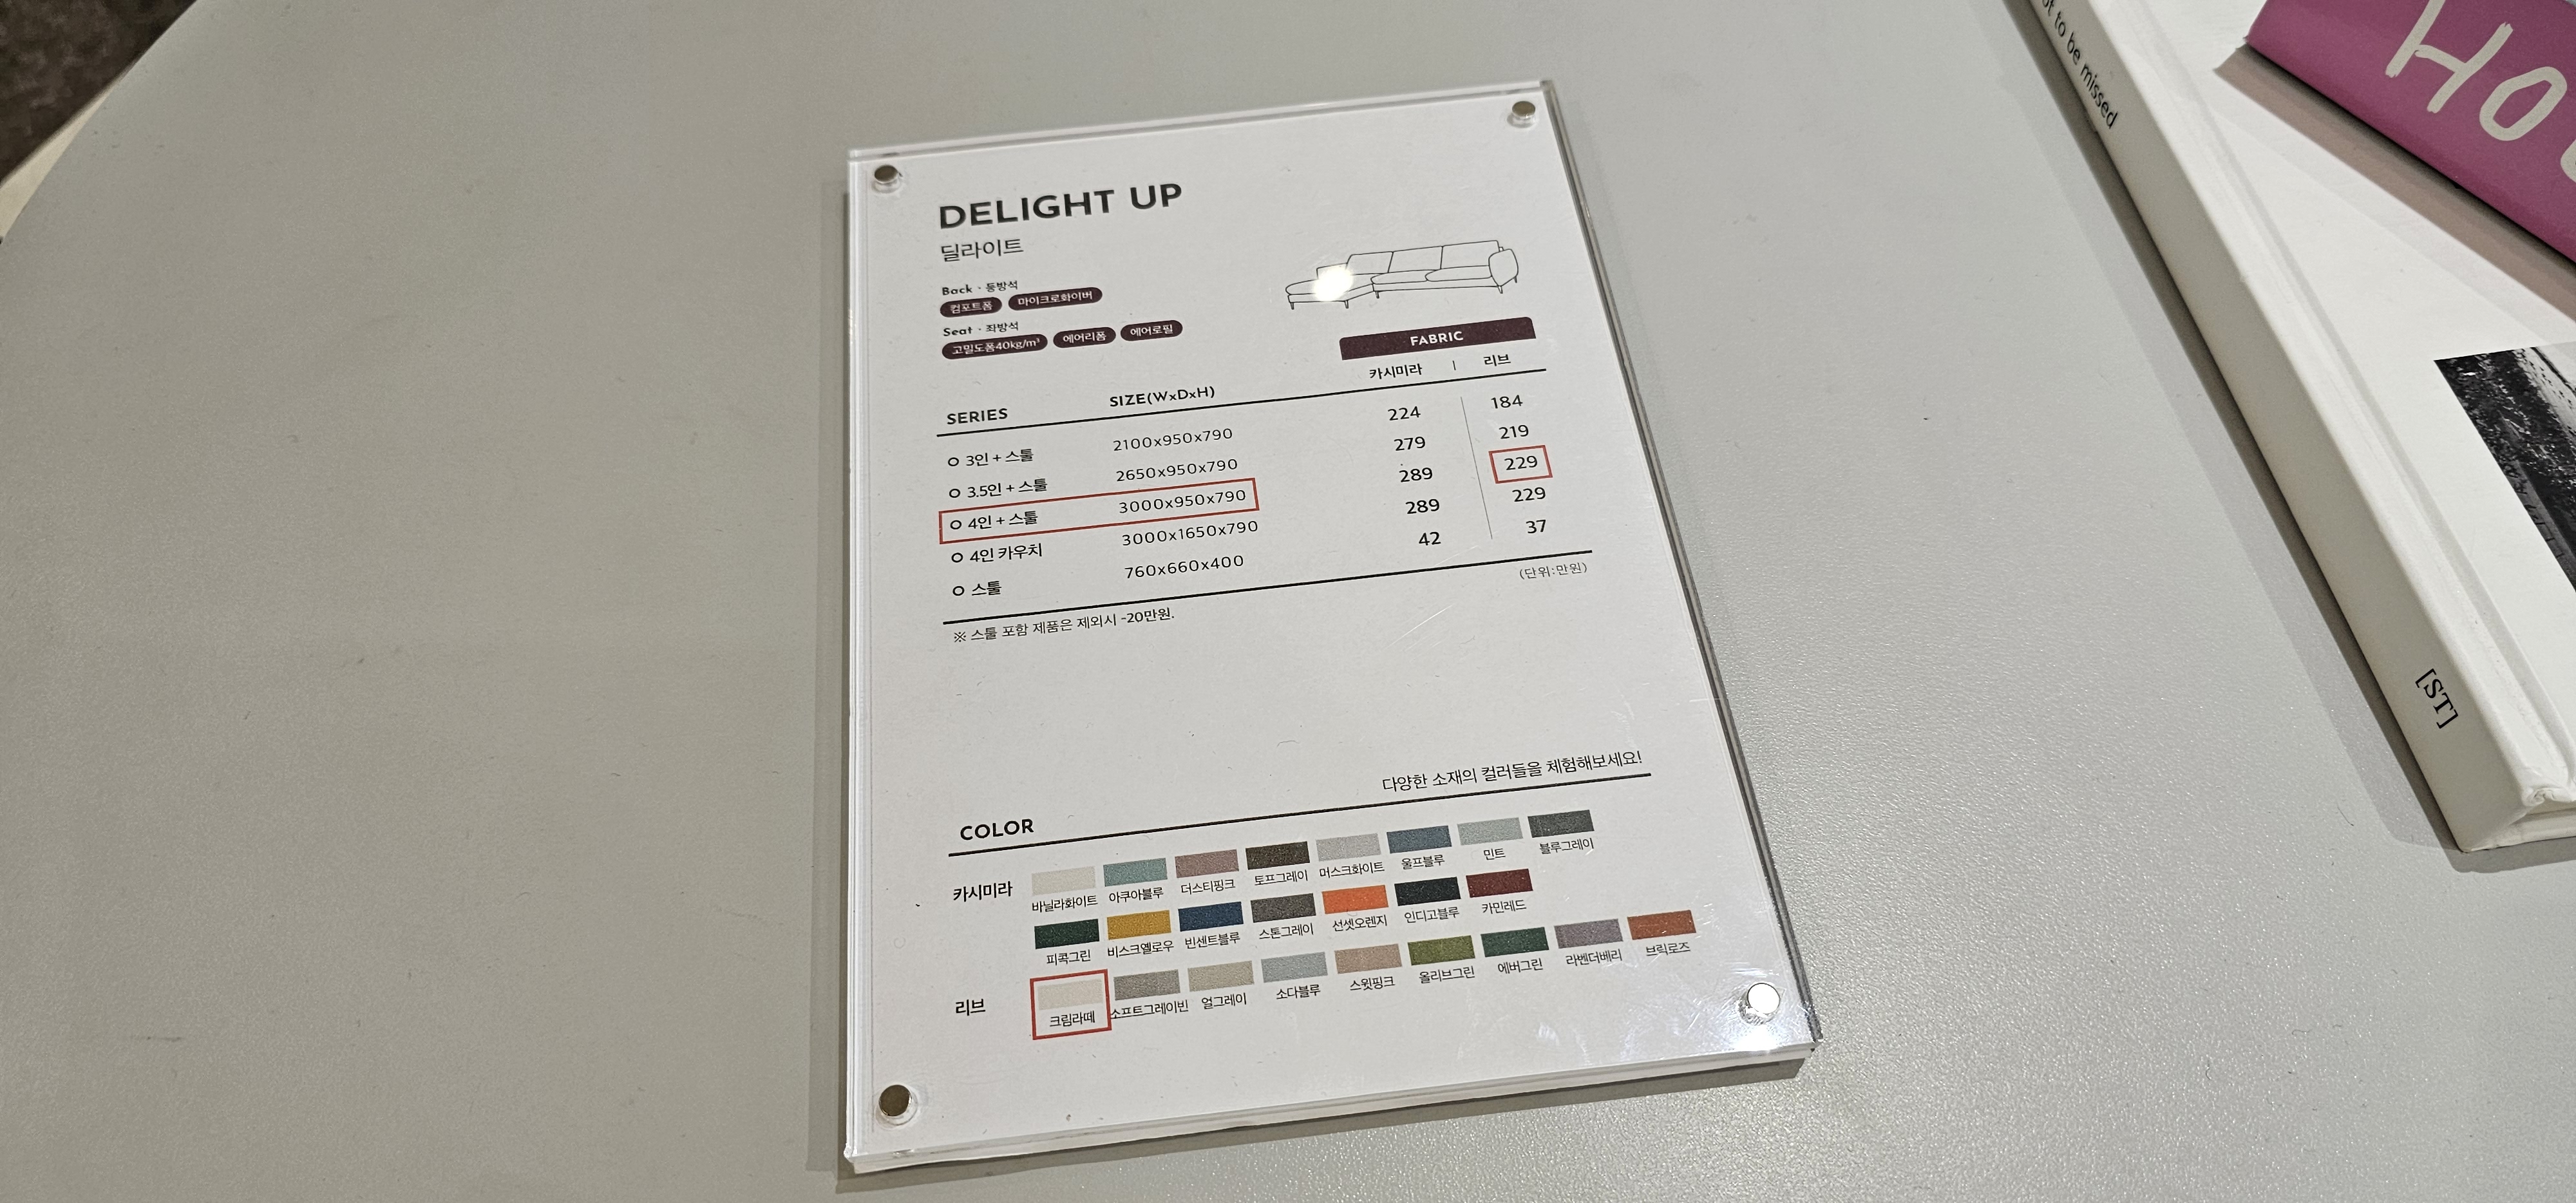 DELIGHT UP
딜라이트
Back · 등방석
컴포트폼 마이크로화이버
Seat · 좌방석
고밀도폼40kg/m³ 에어리폼 에어로필
FABRIC
SERIES SIZE(WxDxH) 카시미라 | 리브
3인 + 스툴 2100x950x790 224 184
3.5인 + 스툴 2650x950x790 279 219
4인 + 스툴 3000x950x790 289 229
4인 카우치 3000x1650x790 289 229
스툴 760x660x400 42 37
(단위:만원)
※ 스툴 포함 제품은 제외시 -20만원.
다양한 소재의 컬러들을 체험해보세요!
COLOR
카시미라 바닐라화이트 아쿠아블루 더스티핑크 토프그레이 머스크화이트 울프블루 민트 블루그레이
피콕그린 비스크옐로우 빈센트블루 스톤그레이 선셋오렌지 인디고블루 카민레드
리브 크림라떼 소프트그레이빈 얼그레이 소다블루 스윗핑크 올리브그린 에버그린 라벤더베리 브릭로즈
to be missed
[ST]